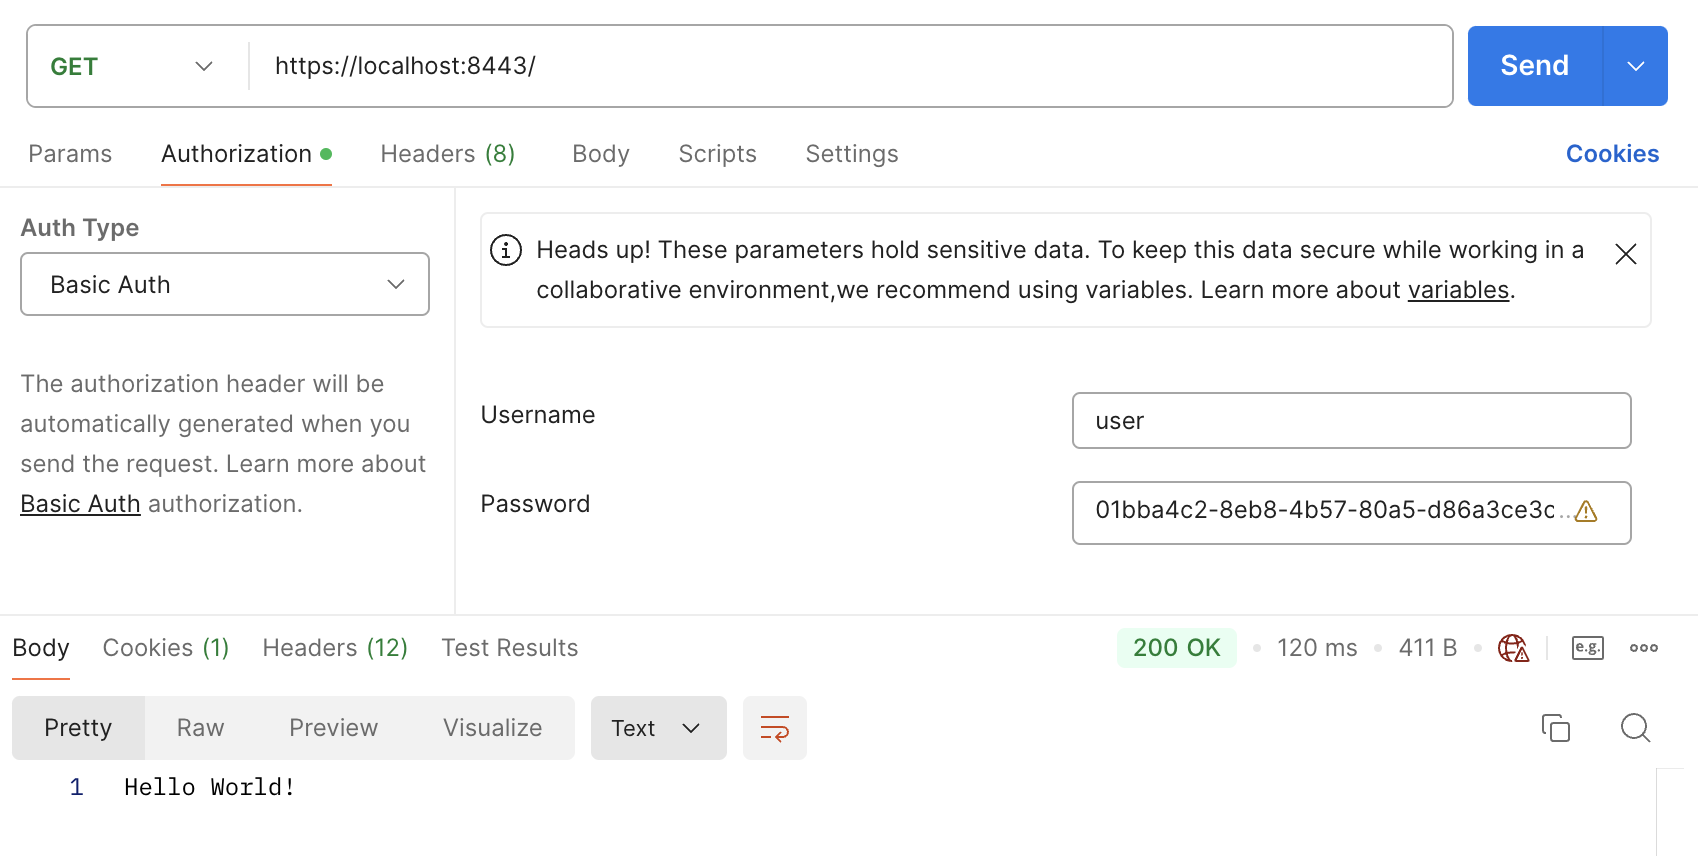 GET https://localhost:8443/ Send
Params Authorization Headers (8) Body Scripts Settings Cookies
Auth Type
Basic Auth
The authorization header will be
automatically generated when you
send the request. Learn more about
Basic Auth authorization.
Heads up! These parameters hold sensitive data. To keep this data secure while working in a
collaborative environment,we recommend using variables. Learn more about variables.
Username
user
Password
01bba4c2-8eb8-4b57-80a5-d86a3ce3c...
Body Cookies (1) Headers (12) Test Results 200 OK • 120 ms • 411 B • e.g.
Pretty Raw Preview Visualize Text
1 Hello World!